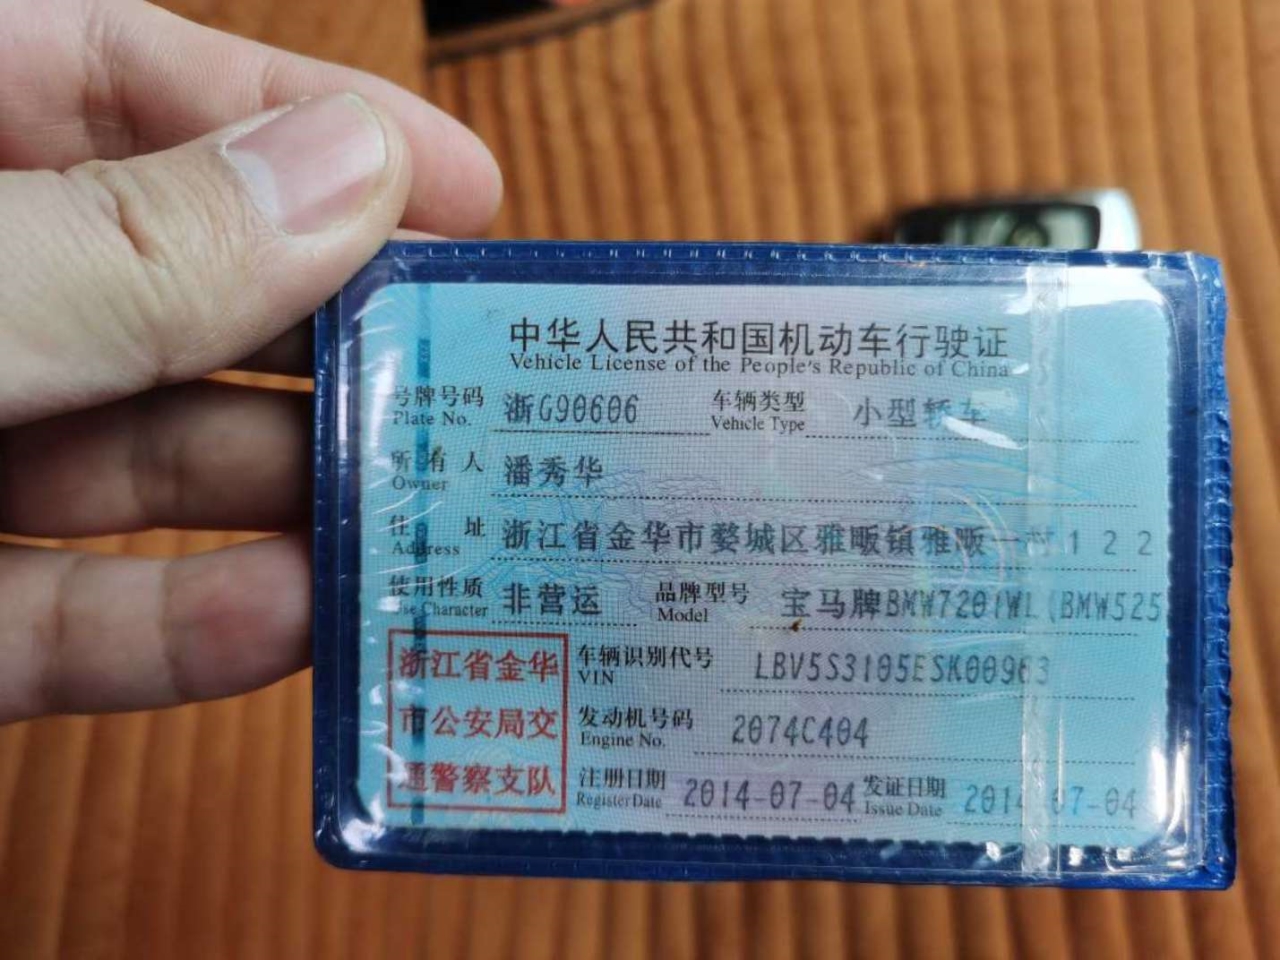 中华人民共和国机动车行驶证
Vehicle License of the People's Republic of China
号牌号码 浙G90606 车辆类型 小型轿车
Plate No. Vehicle Type
所有人 潘秀华
Owner
住址 浙江省金华市婺城区雅畈镇雅畈一村122
Address
使用性质 非营运 品牌型号 宝马牌BMW7201WL(BMW525
Use Character Model
浙江省金华
市公安局交
通警察支队
车辆识别代号 LBV5S3105ESK00963
VIN
发动机号码 2074C404
Engine No.
注册日期 2014-07-04 发证日期 2014-07-04
Register Date Issue Date